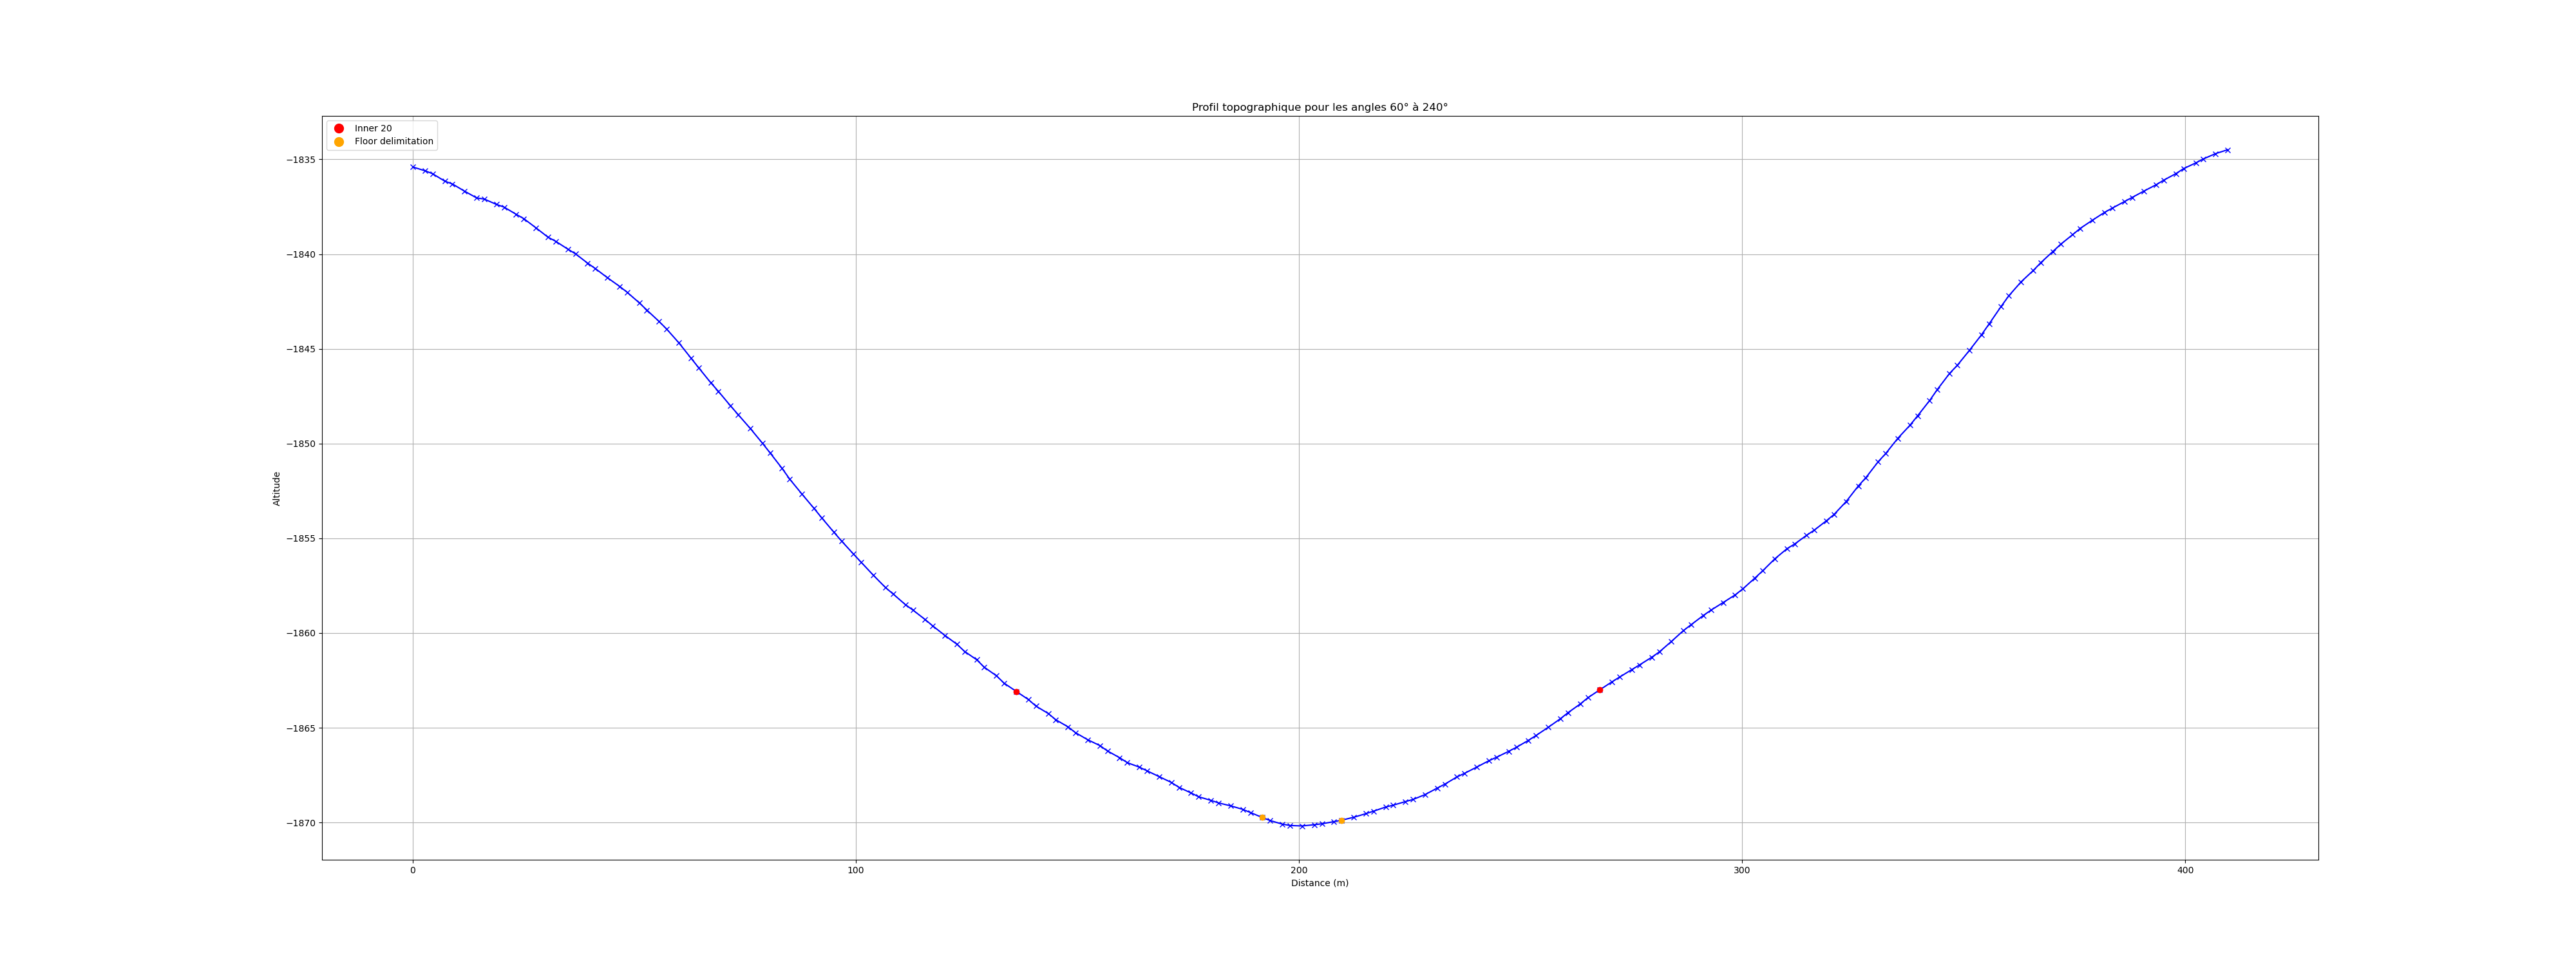 Profil topographique pour les angles 60° à 240°
Inner 20
Floor delimitation
−1835
−1840
−1845
−1850
−1855
−1860
−1865
−1870
Altitude
0 100 200 300 400
Distance (m)